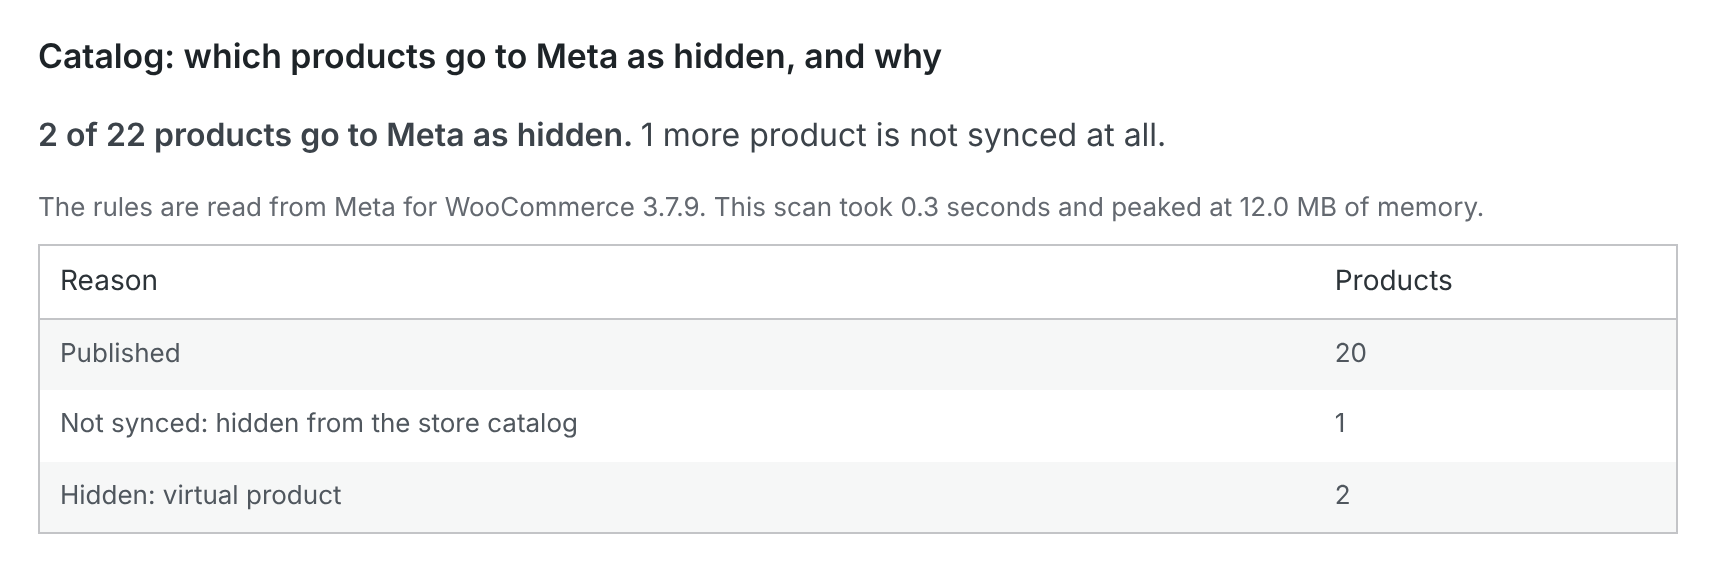 Catalog: which products go to Meta as hidden, and why
2 of 22 products go to Meta as hidden. 1 more product is not synced at all.
The rules are read from Meta for WooCommerce 3.7.9. This scan took 0.3 seconds and peaked at 12.0 MB of memory.
Reason Products
Published 20
Not synced: hidden from the store catalog 1
Hidden: virtual product 2